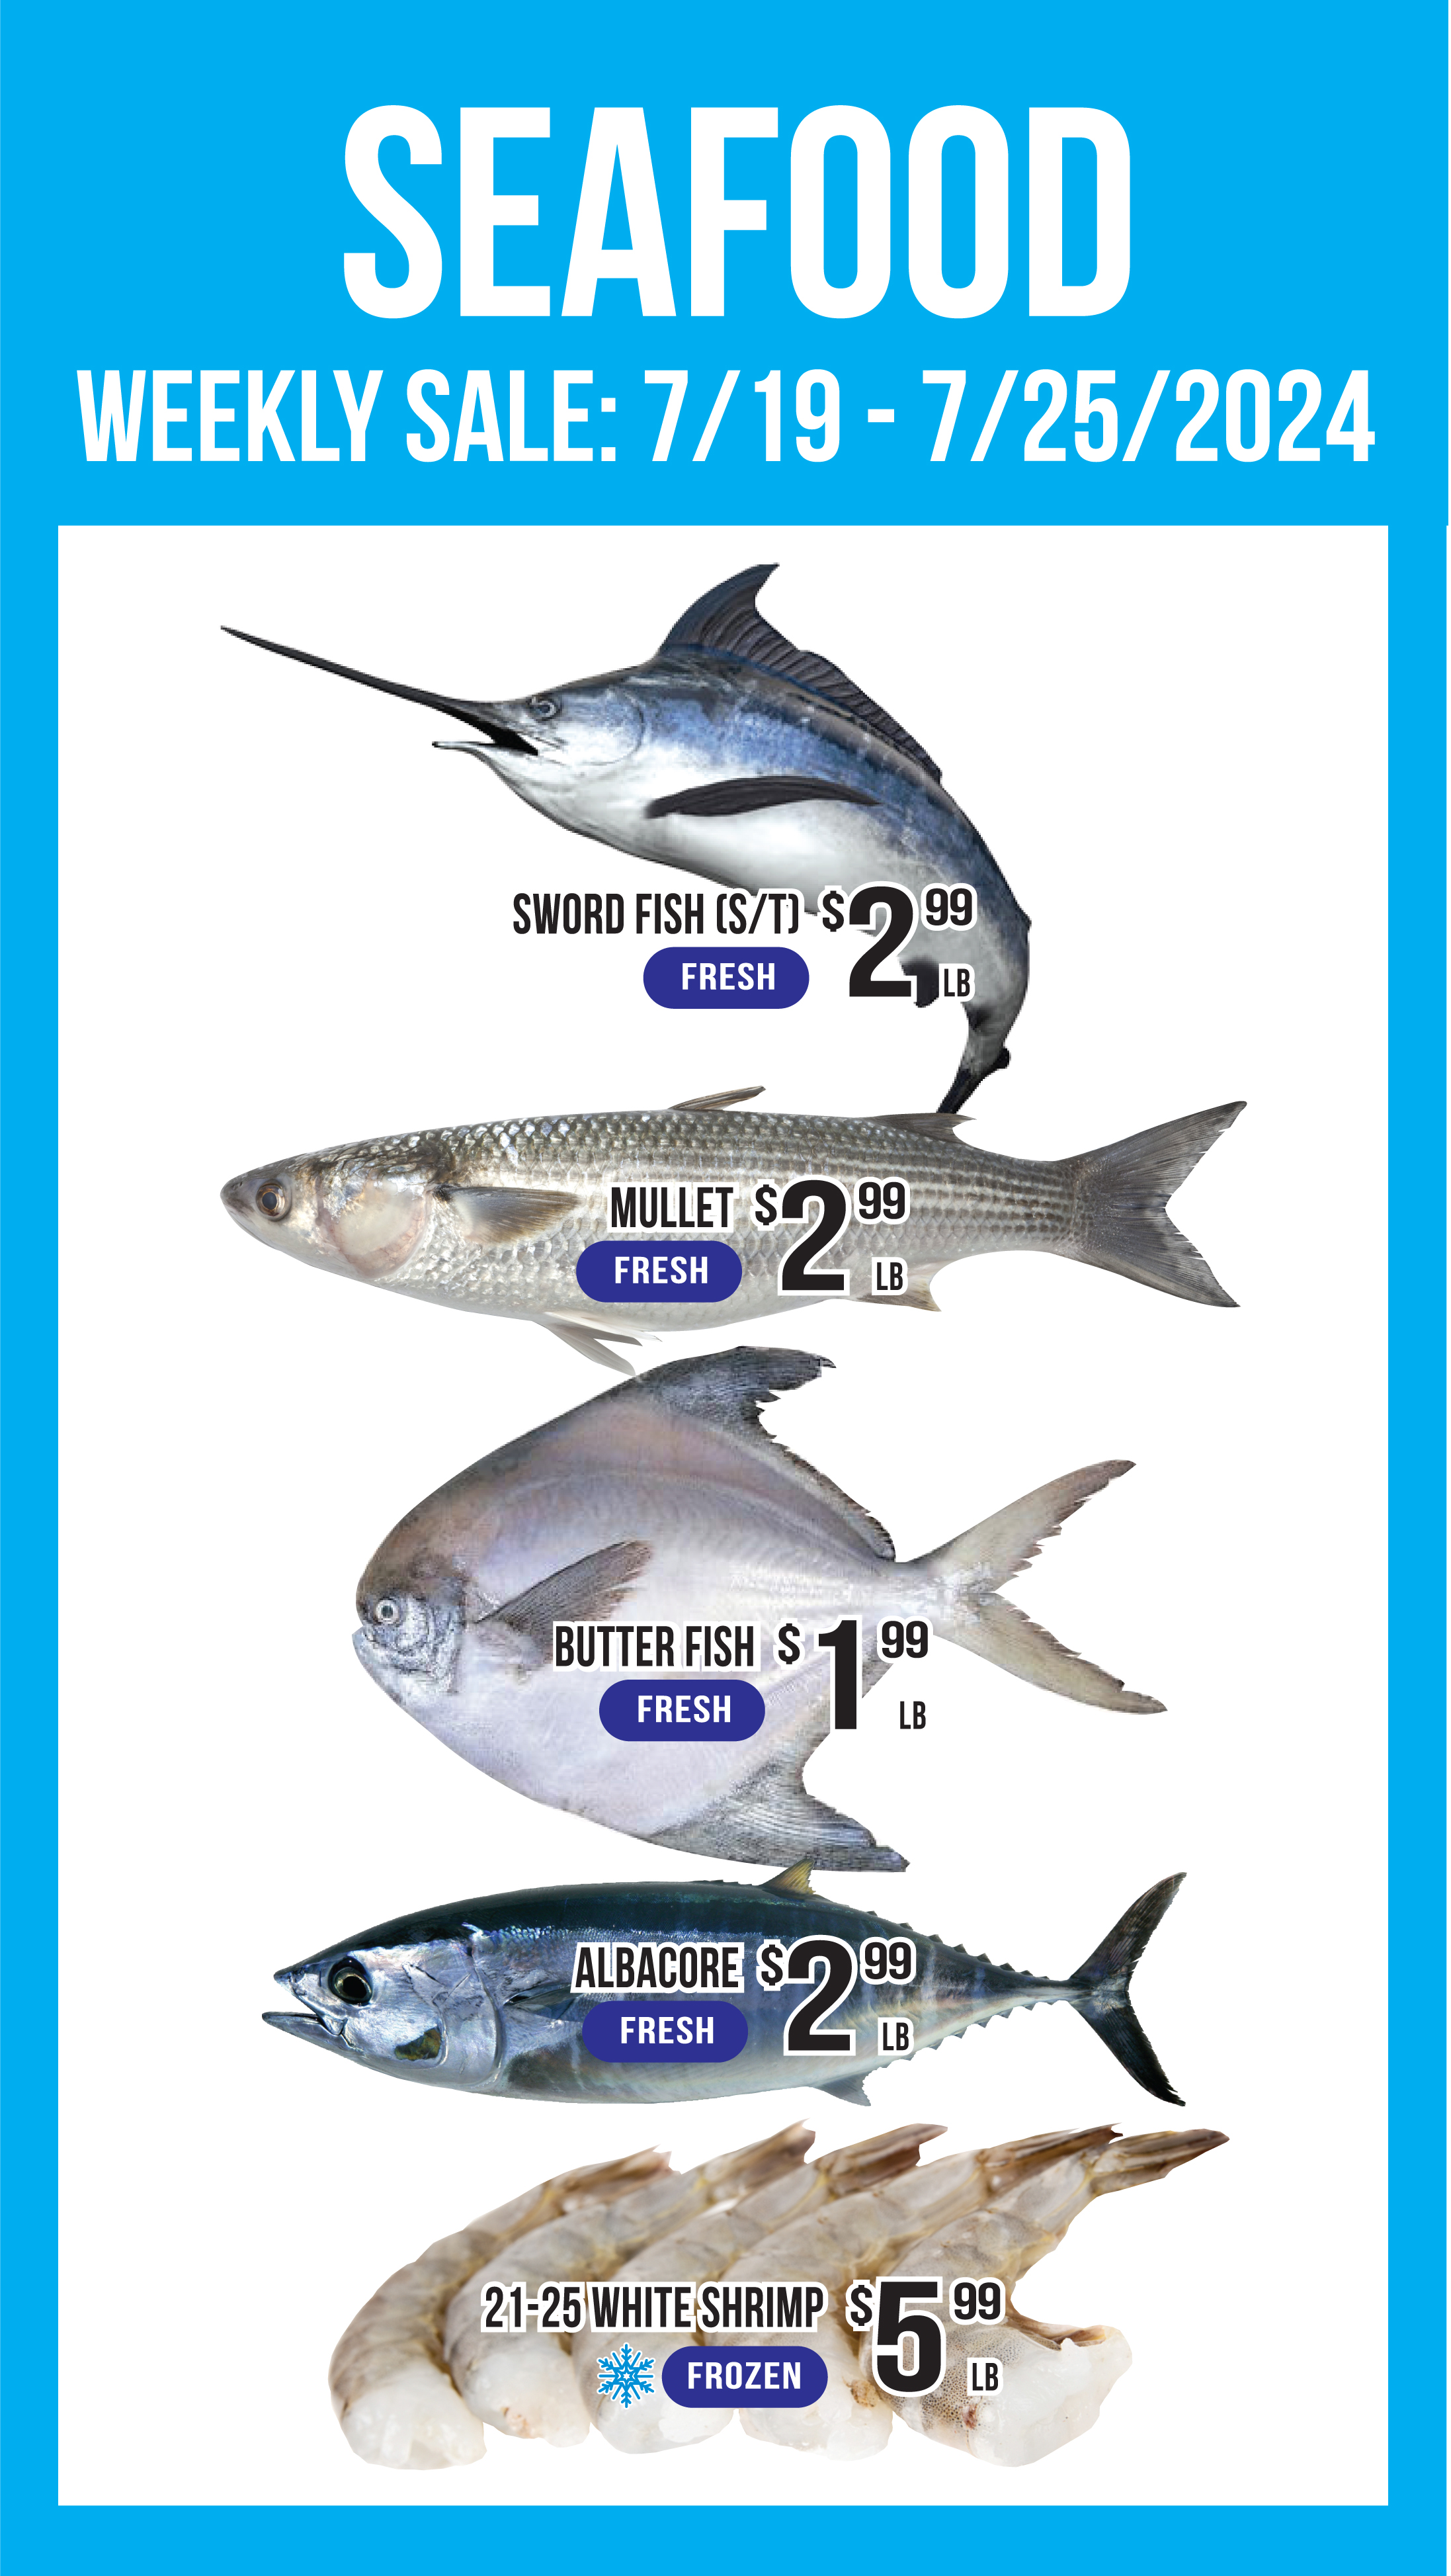 SEAFOOD
WEEKLY SALE: 7/19 - 7/25/2024
SWORD FISH (S/T) $2 99
FRESH LB
MULLET $2 99
FRESH LB
BUTTER FISH $1 99
FRESH LB
ALBACORE $2 99
FRESH LB
21-25 WHITE SHRIMP $5 99
FROZEN LB